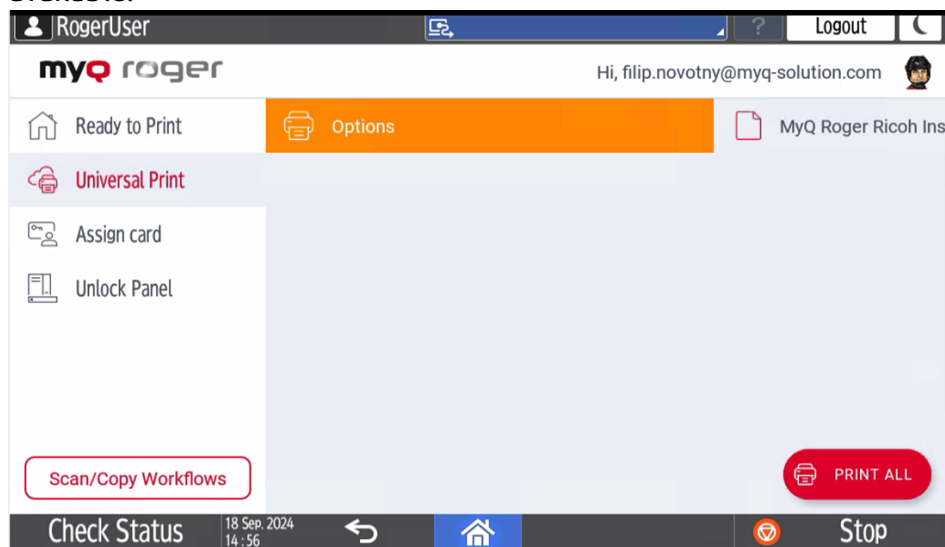 RogerUser
?
Logout
myQ roger
Hi, filip.novotny@myq-solution.com
Ready to Print
Options
MyQ Roger Ricoh Ins
Universal Print
Assign card
Unlock Panel
Scan/Copy Workflows
PRINT ALL
Check Status
18 Sep. 2024
14 : 56
Stop